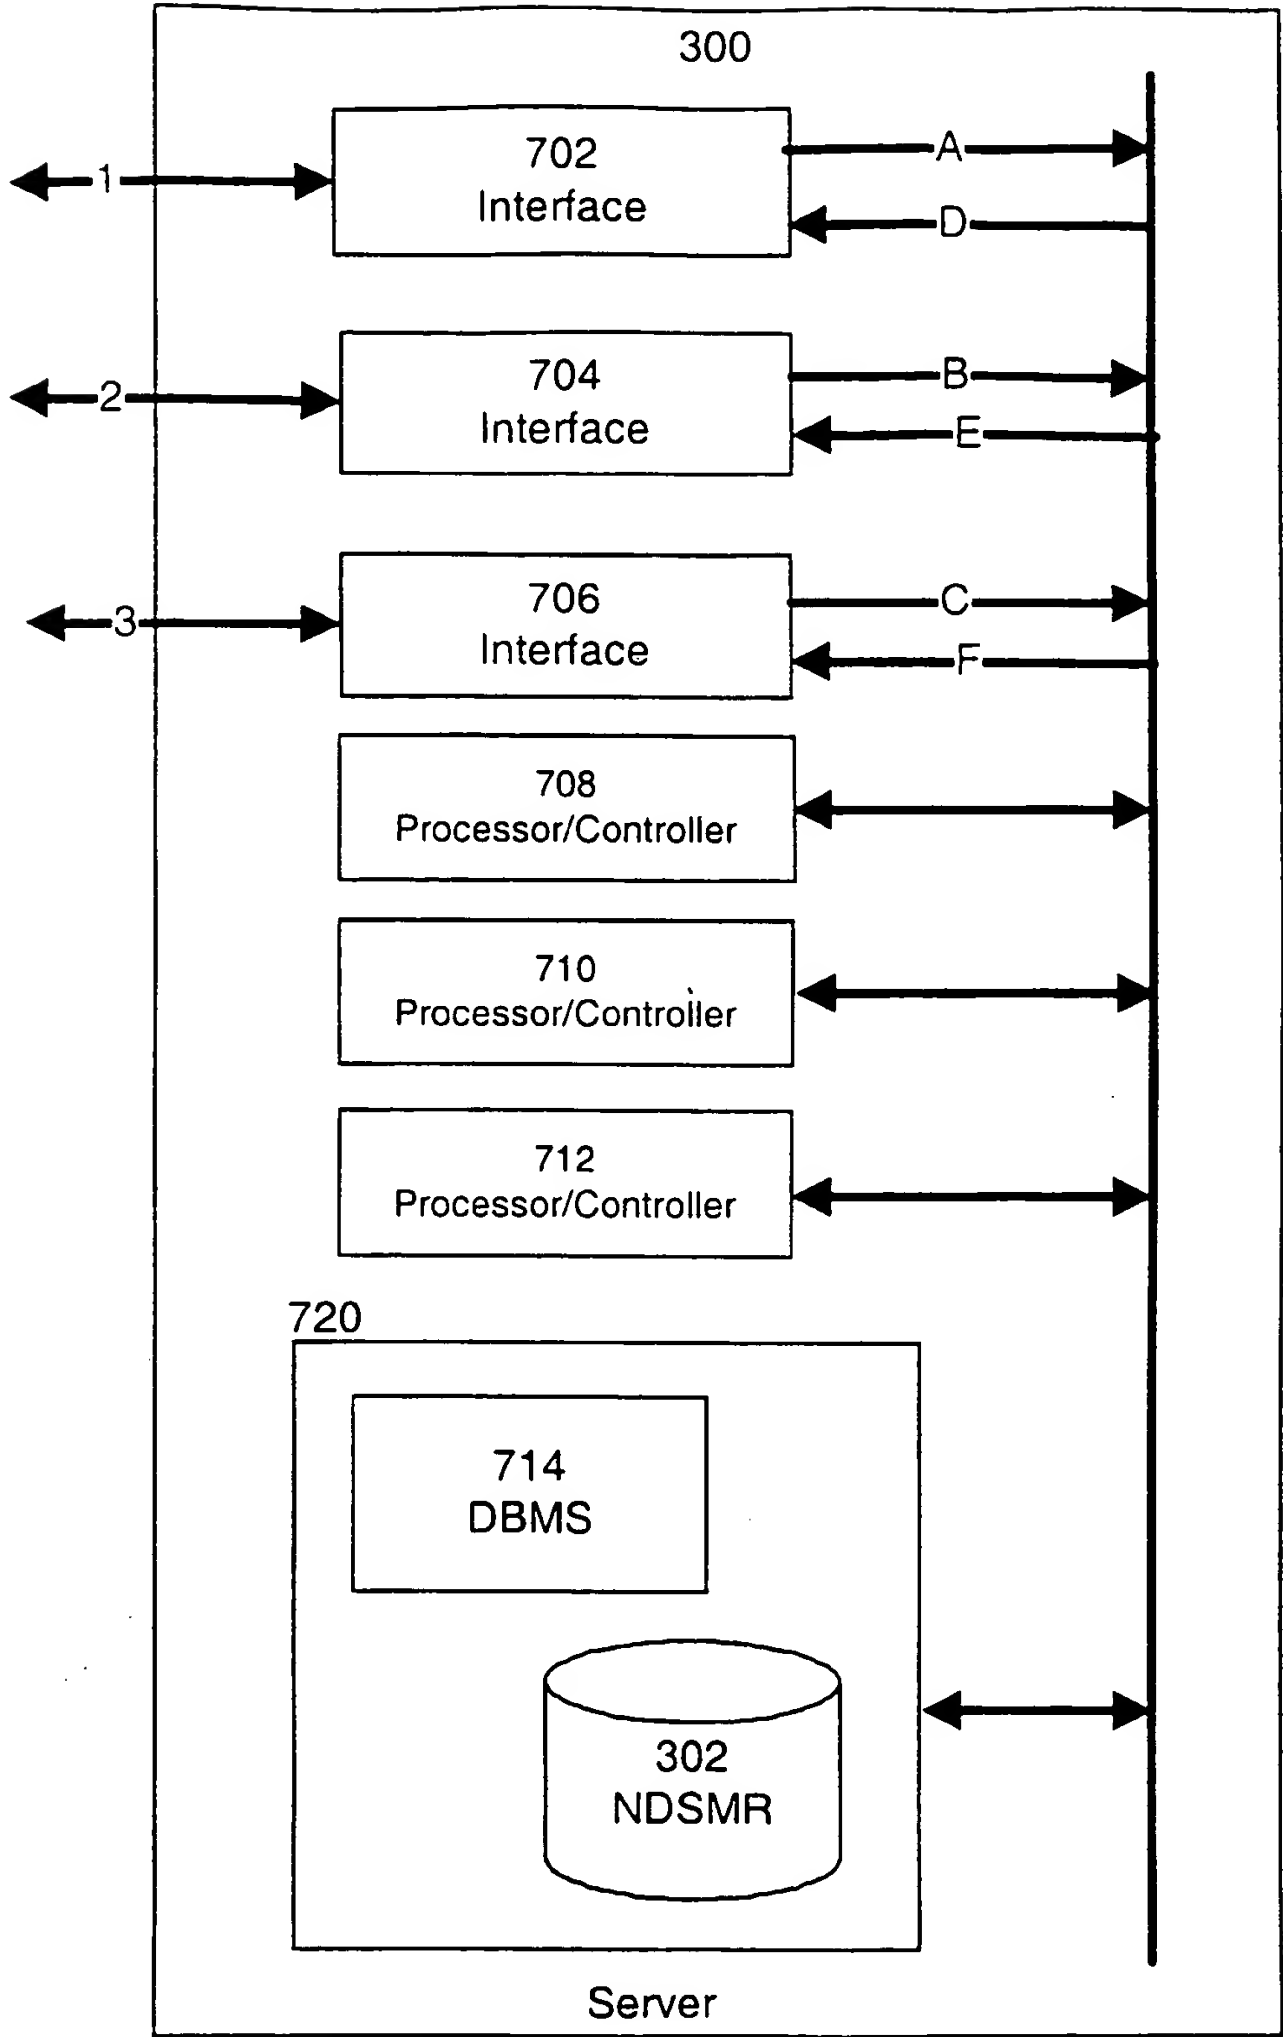 300
702
Interface
1
A
D
704
Interface
2
B
E
706
Interface
3
C
F
708
Processor/Controller
710
Processor/Controller
712
Processor/Controller
720
714
DBMS
302
NDSMR
Server